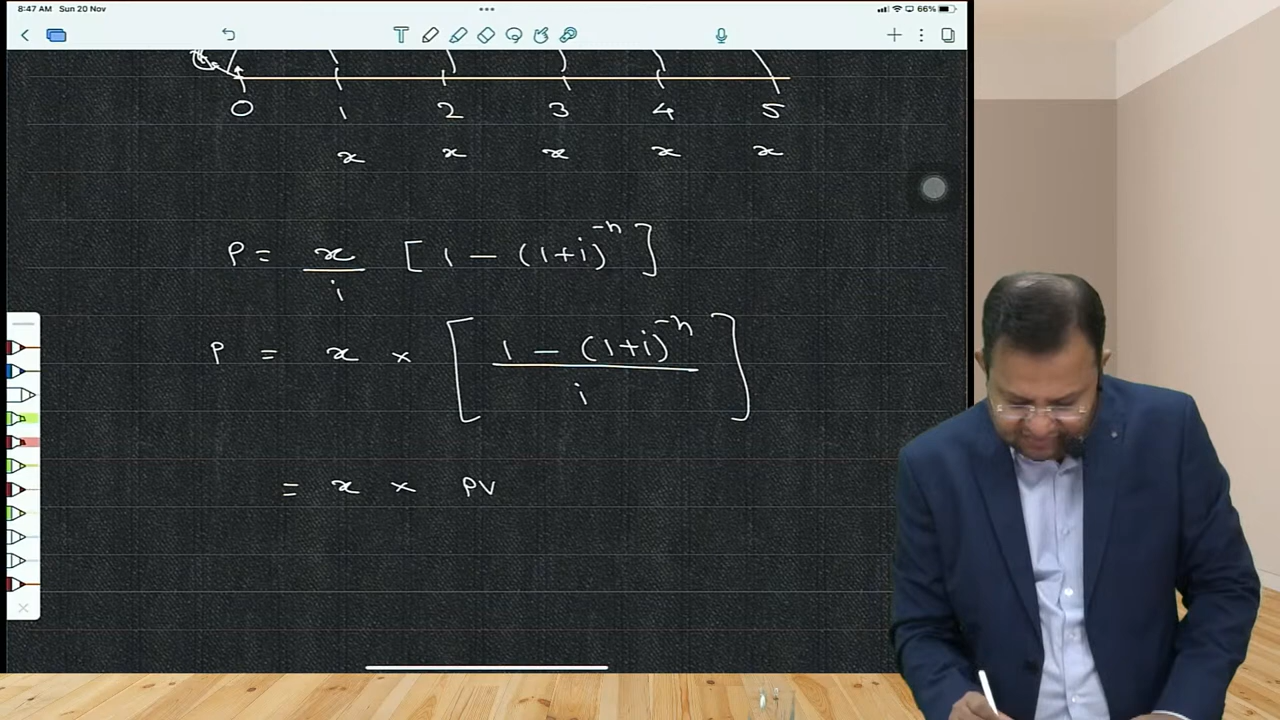 8:47 AM Sun 20 Nov 66%
T
0 1 2 3 4 5
x x x x x
P = x/i [1 - (1+i)^-n]
P = x × [(1 - (1+i)^-n)/i]
= x × PV